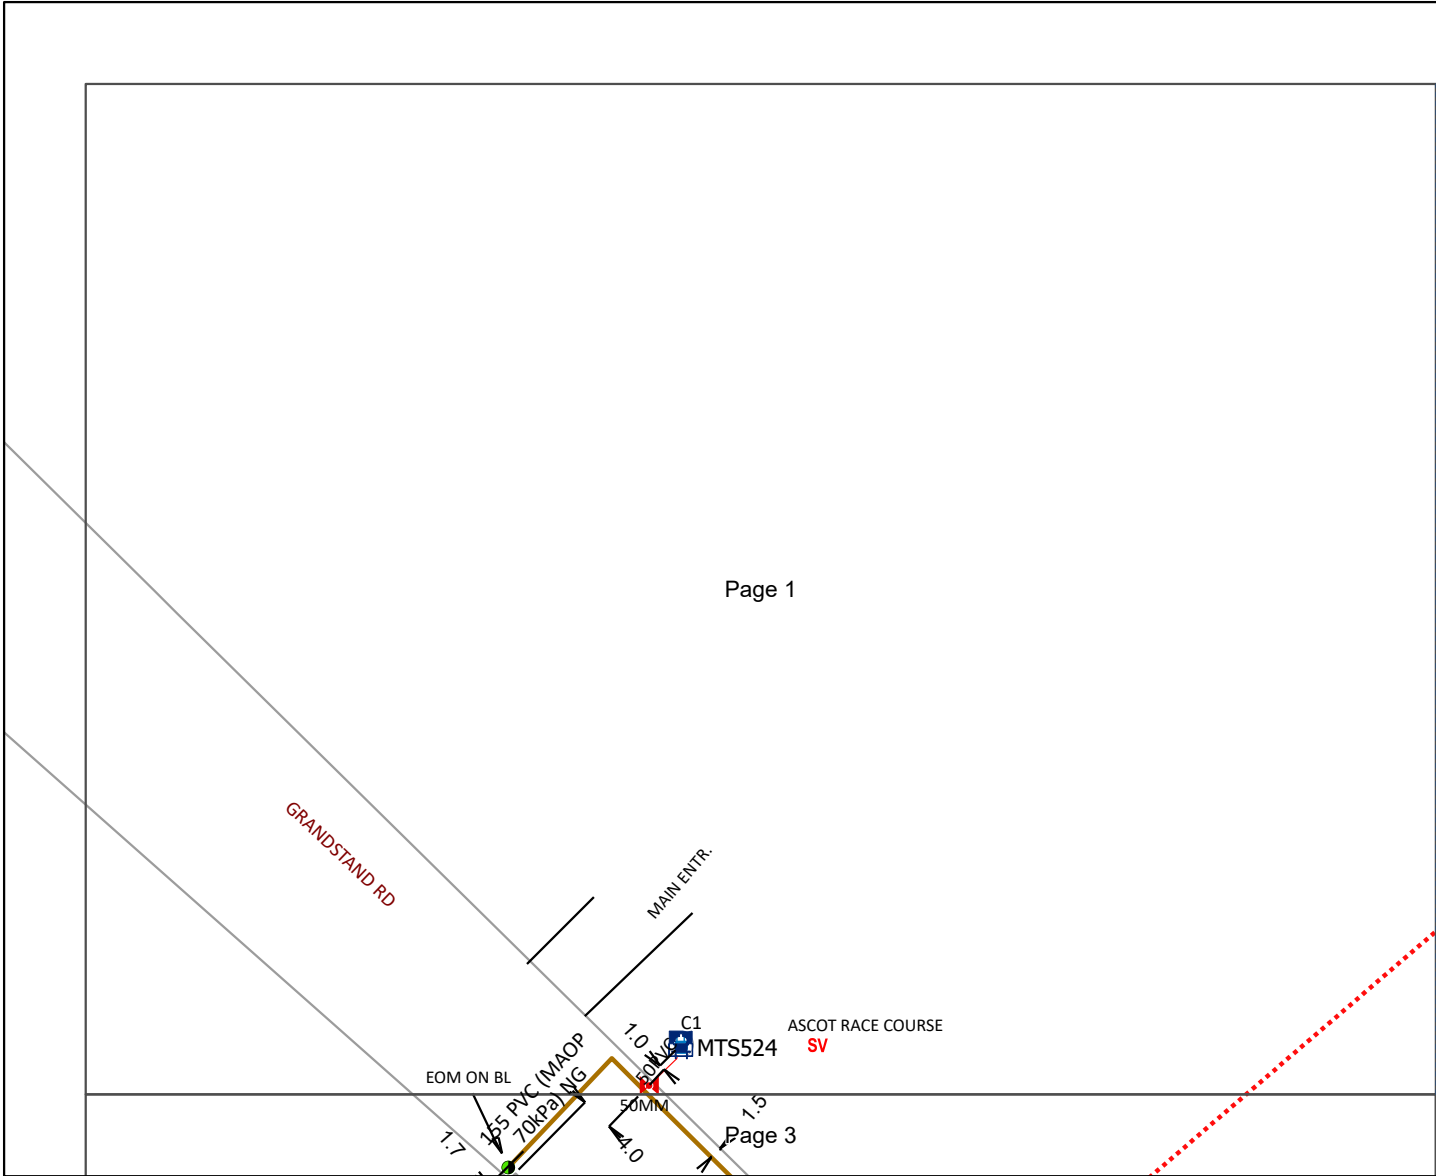 Page 1
GRANDSTAND RD
MAIN ENTR.
C1
ASCOT RACE COURSE
SV
MTS524
1.0
EOM ON BL
155 PVC (MAOP
70kPa) NG
50MM
1.5
Page 3
1.7
4.0